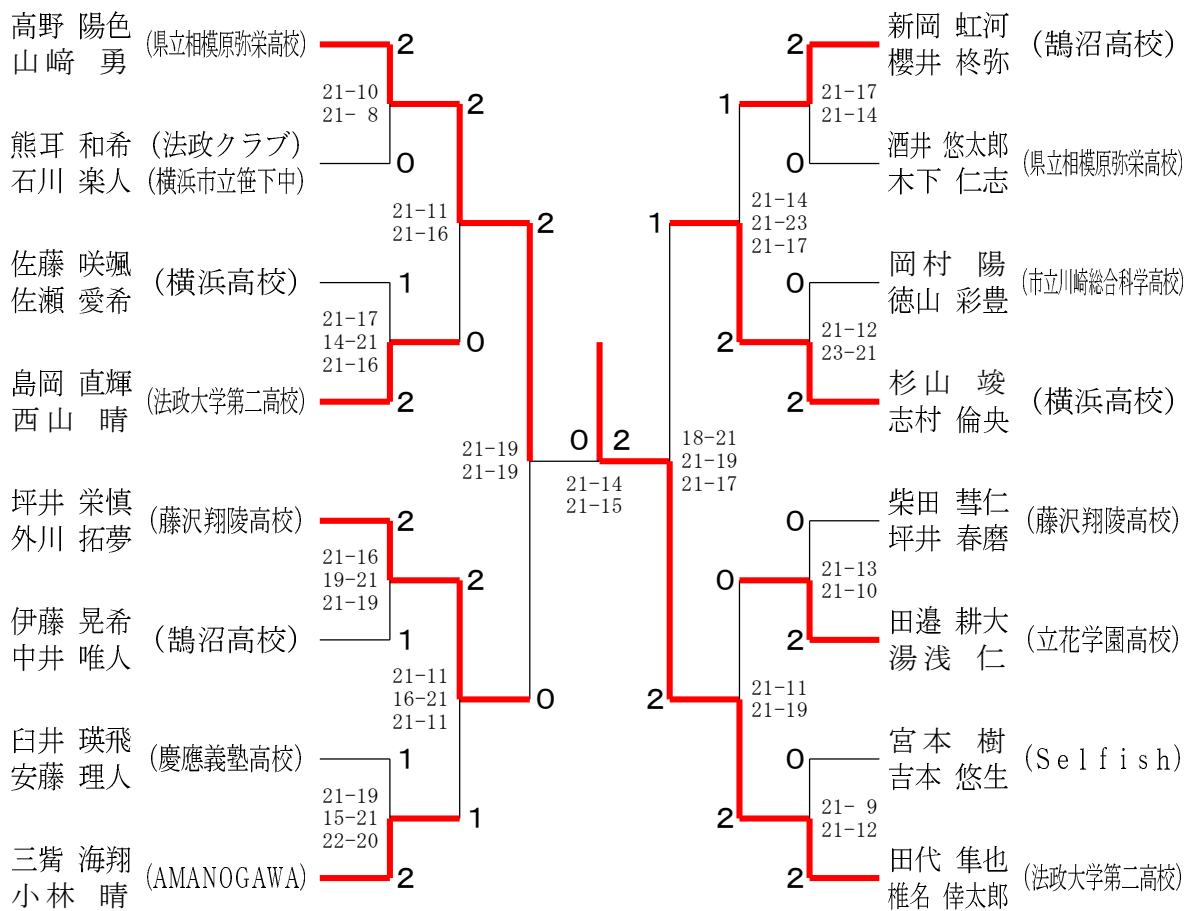 高野 陽色
山﨑 勇
(県立相模原弥栄高校)
2
21-10
21- 8
2
熊耳 和希 (法政クラブ)
石川 楽人 (横浜市立笹下中)
0
21-11
21-16
2
佐藤 咲颯
佐瀬 愛希
(横浜高校)
1
21-17
14-21
21-16
0
島岡 直輝
西山 晴
(法政大学第二高校)
2
21-19
21-19
坪井 栄慎
外川 拓夢
(藤沢翔陵高校)
2
21-16
19-21
21-19
2
伊藤 晃希
中井 唯人
(鵠沼高校)
1
21-11
16-21
21-11
0
臼井 瑛飛
安藤 理人
(慶應義塾高校)
1
21-19
15-21
22-20
1
三觜 海翔
小林 晴
(AMANOGAWA)
2
0 2
21-14
21-15
2
新岡 虹河
櫻井 柊弥
(鵠沼高校)
1
21-17
21-14
0
酒井 悠太郎
木下 仁志
(県立相模原弥栄高校)
1
21-14
21-23
21-17
0
岡村 陽
徳山 彩豊
(市立川崎総合科学高校)
2
21-12
23-21
2
杉山 竣
志村 倫央
(横浜高校)
18-21
21-19
21-17
0
柴田 彗仁
坪井 春磨
(藤沢翔陵高校)
0
21-13
21-10
2
田邉 耕大
湯浅 仁
(立花学園高校)
2
21-11
21-19
0
宮本 樹
吉本 悠生
(Selfish)
2
21- 9
21-12
2
田代 隼也
椎名 倖太郎
(法政大学第二高校)